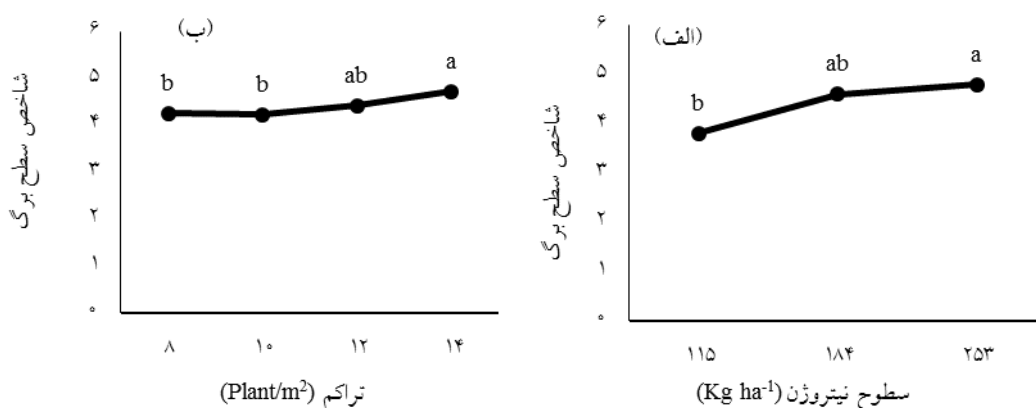 (الف)
شاخص سطح برگ
۶
۵
۴
۳
۲
۱
۰
b
ab
a
۱۱۵ ۱۸۴ ۲۵۳
سطوح نیتروژن (Kg ha-1)
(ب)
شاخص سطح برگ
۶
۵
۴
۳
۲
۱
۰
b
b
ab
a
۸ ۱۰ ۱۲ ۱۴
تراکم (Plant/m2)